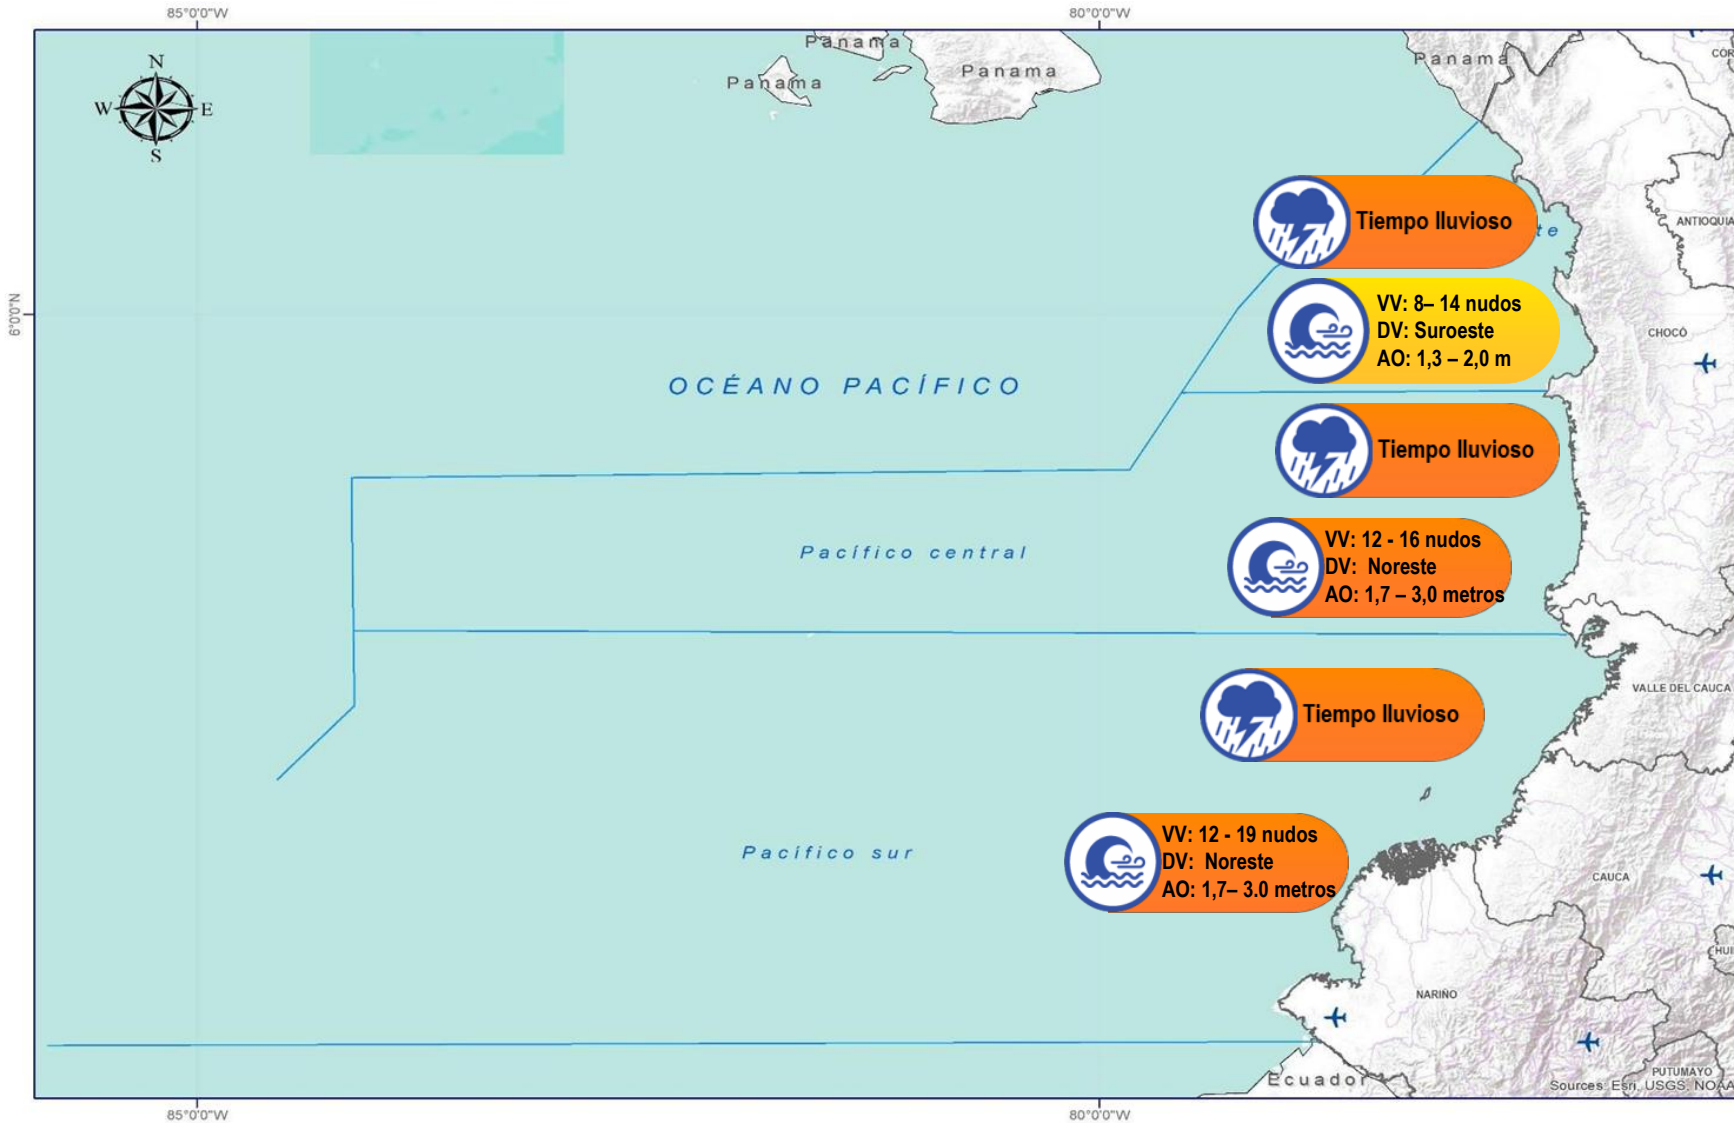 85°0'0"W
80°0'0"W
N
W
E
S
Panama
Panama
Panama
Panama
ANTIOQUIA
6°0'0"N
Tiempo lluvioso
te
VV: 8– 14 nudos
DV: Suroeste
AO: 1,3 – 2,0 m
CHOCÓ
OCÉANO PACÍFICO
Tiempo lluvioso
Pacífico central
VV: 12 - 16 nudos
DV: Noreste
AO: 1,7 – 3,0 metros
VALLE DEL CAUCA
Tiempo lluvioso
Pacífico sur
VV: 12 - 19 nudos
DV: Noreste
AO: 1,7– 3.0 metros
CAUCA
HUI
NARIÑO
PUTUMAYO
Ecuador
Sources: Esri, USGS, NOAA
85°0'0"W
80°0'0"W